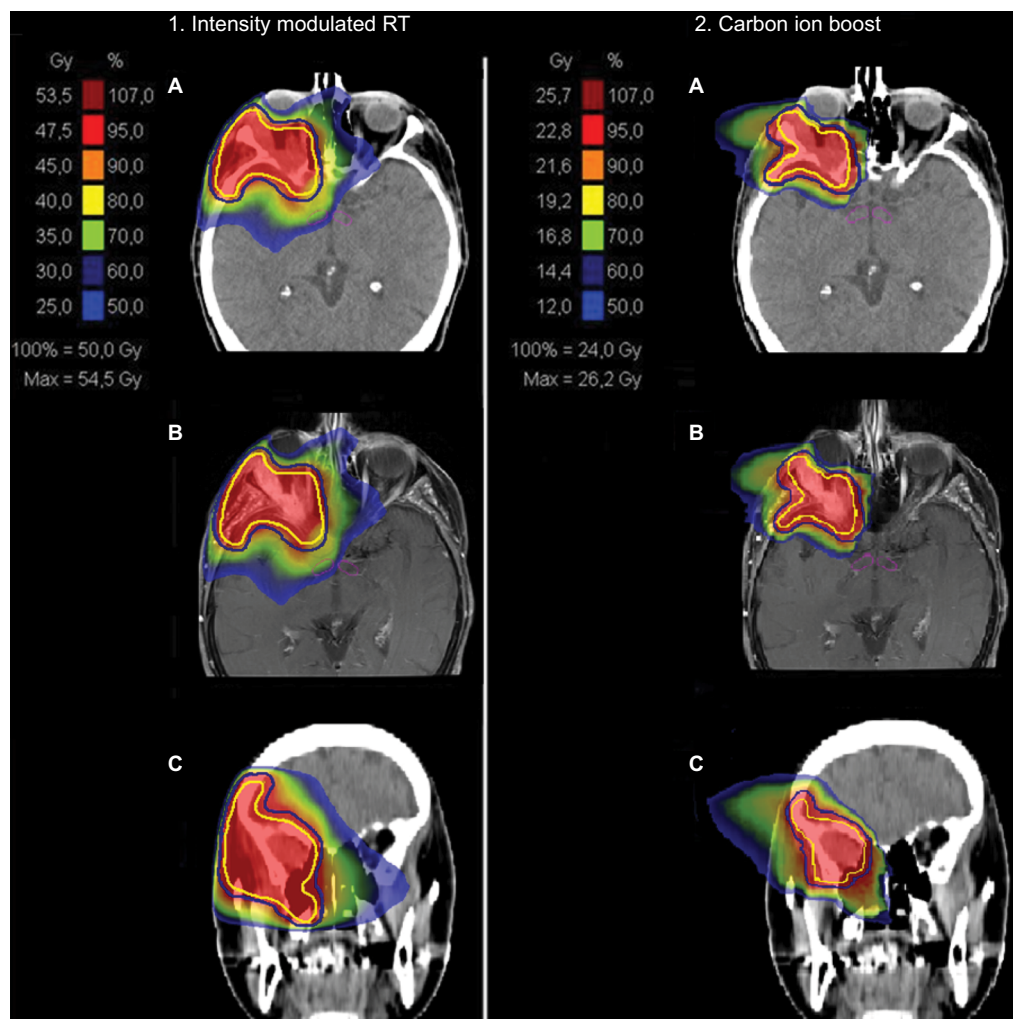 1. Intensity modulated RT
Gy %
53,5 107,0
47,5 95,0
45,0 90,0
40,0 80,0
35,0 70,0
30,0 60,0
25,0 50,0
100% = 50,0 Gy
Max = 54,5 Gy
A
B
C
2. Carbon ion boost
Gy %
25,7 107,0
22,8 95,0
21,6 90,0
19,2 80,0
16,8 70,0
14,4 60,0
12,0 50,0
100% = 24,0 Gy
Max = 26,2 Gy
A
B
C